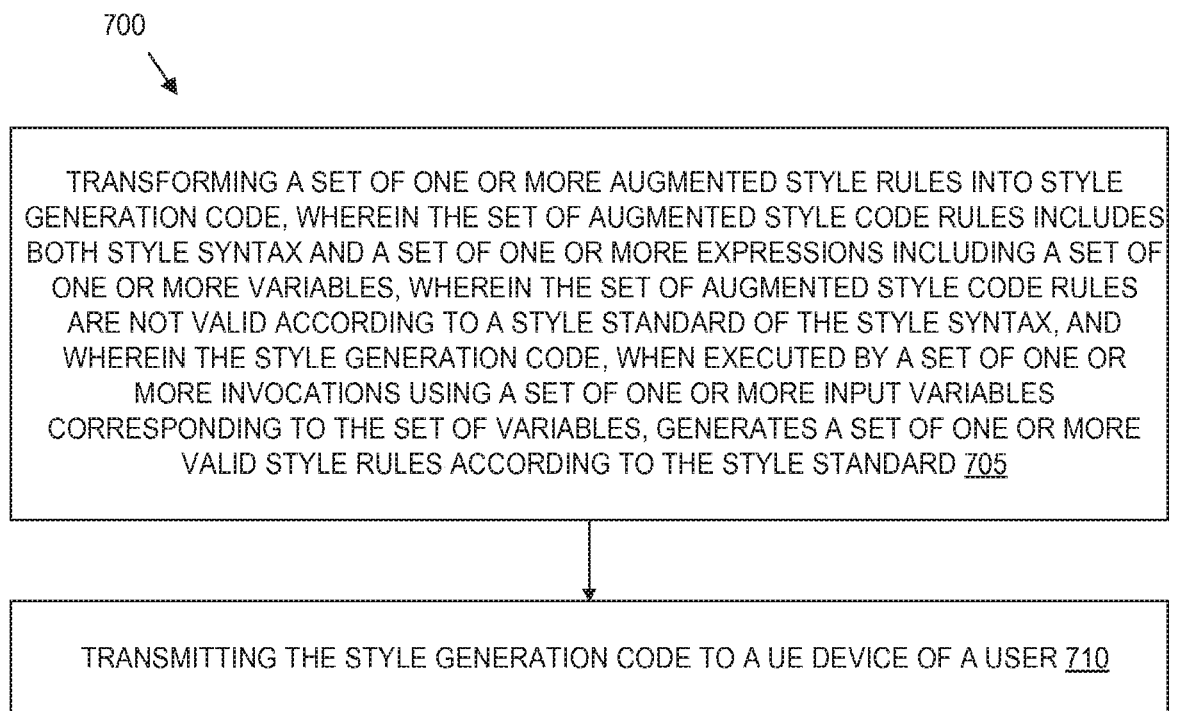 700
TRANSFORMING A SET OF ONE OR MORE AUGMENTED STYLE RULES INTO STYLE
GENERATION CODE, WHEREIN THE SET OF AUGMENTED STYLE CODE RULES INCLUDES
BOTH STYLE SYNTAX AND A SET OF ONE OR MORE EXPRESSIONS INCLUDING A SET OF
ONE OR MORE VARIABLES, WHEREIN THE SET OF AUGMENTED STYLE CODE RULES
ARE NOT VALID ACCORDING TO A STYLE STANDARD OF THE STYLE SYNTAX, AND
WHEREIN THE STYLE GENERATION CODE, WHEN EXECUTED BY A SET OF ONE OR
MORE INVOCATIONS USING A SET OF ONE OR MORE INPUT VARIABLES
CORRESPONDING TO THE SET OF VARIABLES, GENERATES A SET OF ONE OR MORE
VALID STYLE RULES ACCORDING TO THE STYLE STANDARD 705
TRANSMITTING THE STYLE GENERATION CODE TO A UE DEVICE OF A USER 710